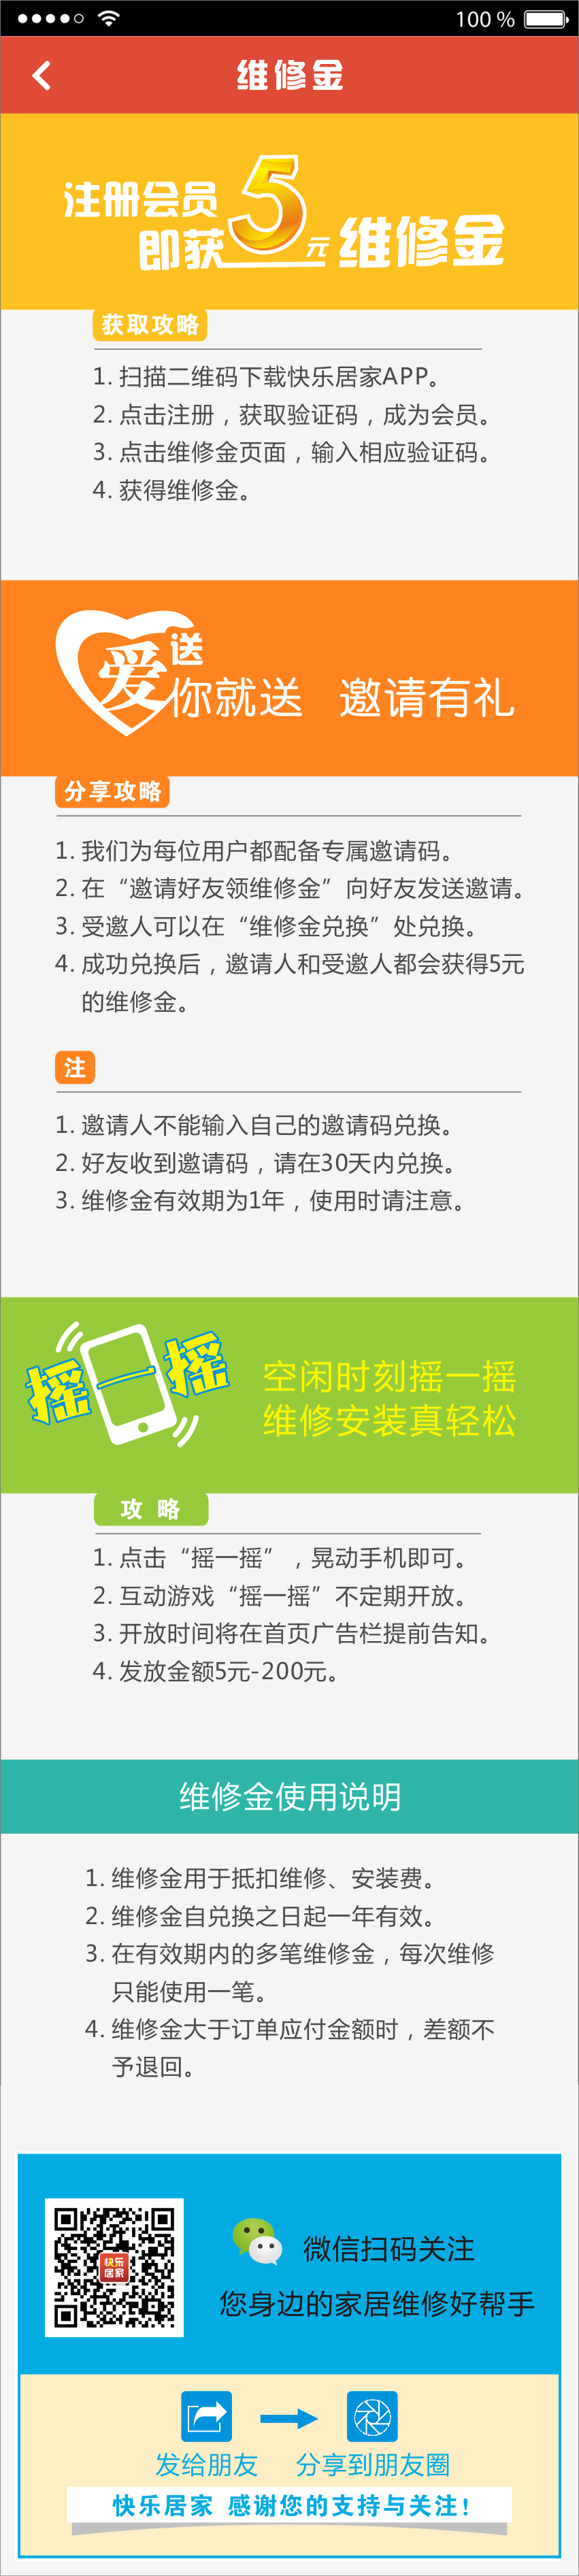 100 %
维修金
注册会员
即获5元 维修金
获取攻略
1. 扫描二维码下载快乐居家APP。
2. 点击注册，获取验证码，成为会员。
3. 点击维修金页面，输入相应验证码。
4. 获得维修金。
爱送
你就送 邀请有礼
分享攻略
1. 我们为每位用户都配备专属邀请码。
2. 在“邀请好友领维修金”向好友发送邀请。
3. 受邀人可以在“维修金兑换”处兑换。
4. 成功兑换后，邀请人和受邀人都会获得5元
的维修金。
注
1. 邀请人不能输入自己的邀请码兑换。
2. 好友收到邀请码，请在30天内兑换。
3. 维修金有效期为1年，使用时请注意。
摇一摇
空闲时刻摇一摇
维修安装真轻松
攻 略
1. 点击“摇一摇”，晃动手机即可。
2. 互动游戏“摇一摇”不定期开放。
3. 开放时间将在首页广告栏提前告知。
4. 发放金额5元-200元。
维修金使用说明
1. 维修金用于抵扣维修、安装费。
2. 维修金自兑换之日起一年有效。
3. 在有效期内的多笔维修金，每次维修
只能使用一笔。
4. 维修金大于订单应付金额时，差额不
予退回。
快乐
居家
微信扫码关注
您身边的家居维修好帮手
发给朋友 分享到朋友圈
快乐居家 感谢您的支持与关注！